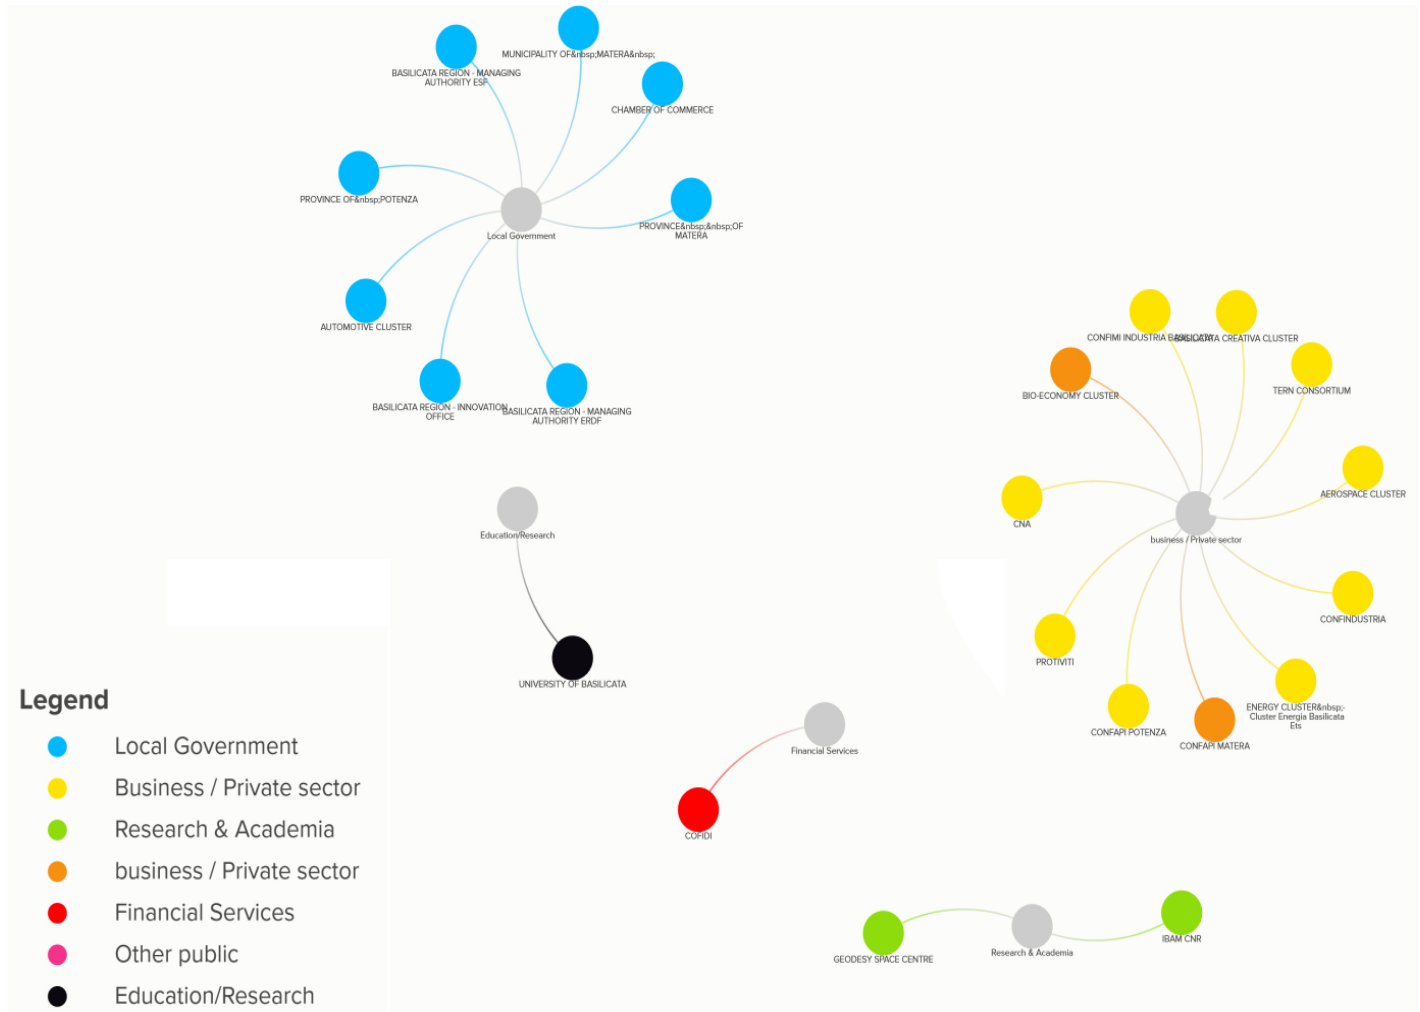 MUNICIPALITY OF&nbsp;MATERA&nbsp;
BASILICATA REGION - MANAGING
AUTHORITY ESF
CHAMBER OF COMMERCE
PROVINCE OF&nbsp;POTENZA
PROVINCE&nbsp;&nbsp;OF
MATERA
Local Government
AUTOMOTIVE CLUSTER
BASILICATA REGION - INNOVATION
OFFICE
BASILICATA REGION - MANAGING
AUTHORITY ERDF
CONFIMI INDUSTRIA BASILICATA
BASILICATA CREATIVA CLUSTER
TERN CONSORTIUM
BIO-ECONOMY CLUSTER
AEROSPACE CLUSTER
CNA
business / Private sector
CONFINDUSTRIA
PROTIVITI
ENERGY CLUSTER&nbsp;-
Cluster Energia Basilicata
Ets
CONFAPI POTENZA
CONFAPI MATERA
Education/Research
UNIVERSITY OF BASILICATA
Financial Services
COFIDI
GEODESY SPACE CENTRE
Research & Academia
IBAM CNR
Legend
Local Government
Business / Private sector
Research & Academia
business / Private sector
Financial Services
Other public
Education/Research